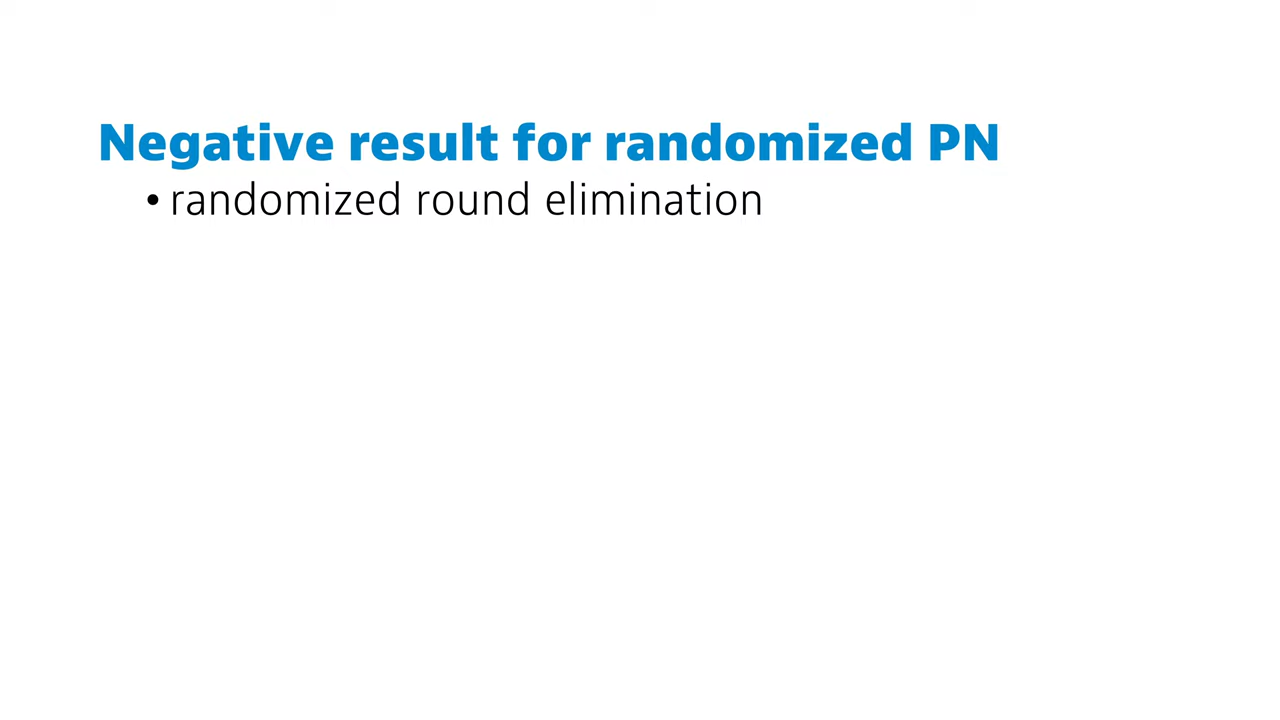 Negative result for randomized PN
• randomized round elimination